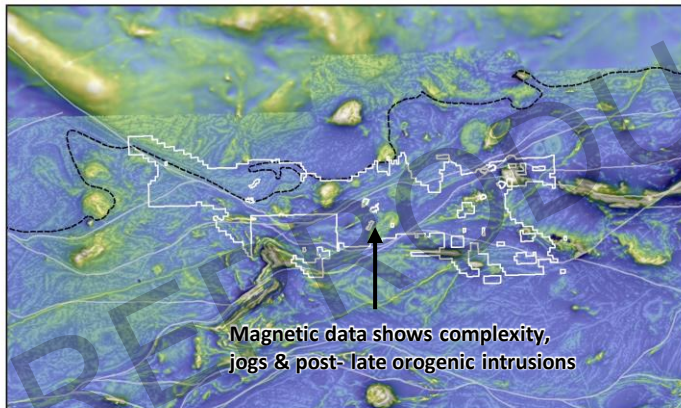 Magnetic data shows complexity,
jogs & post- late orogenic intrusions